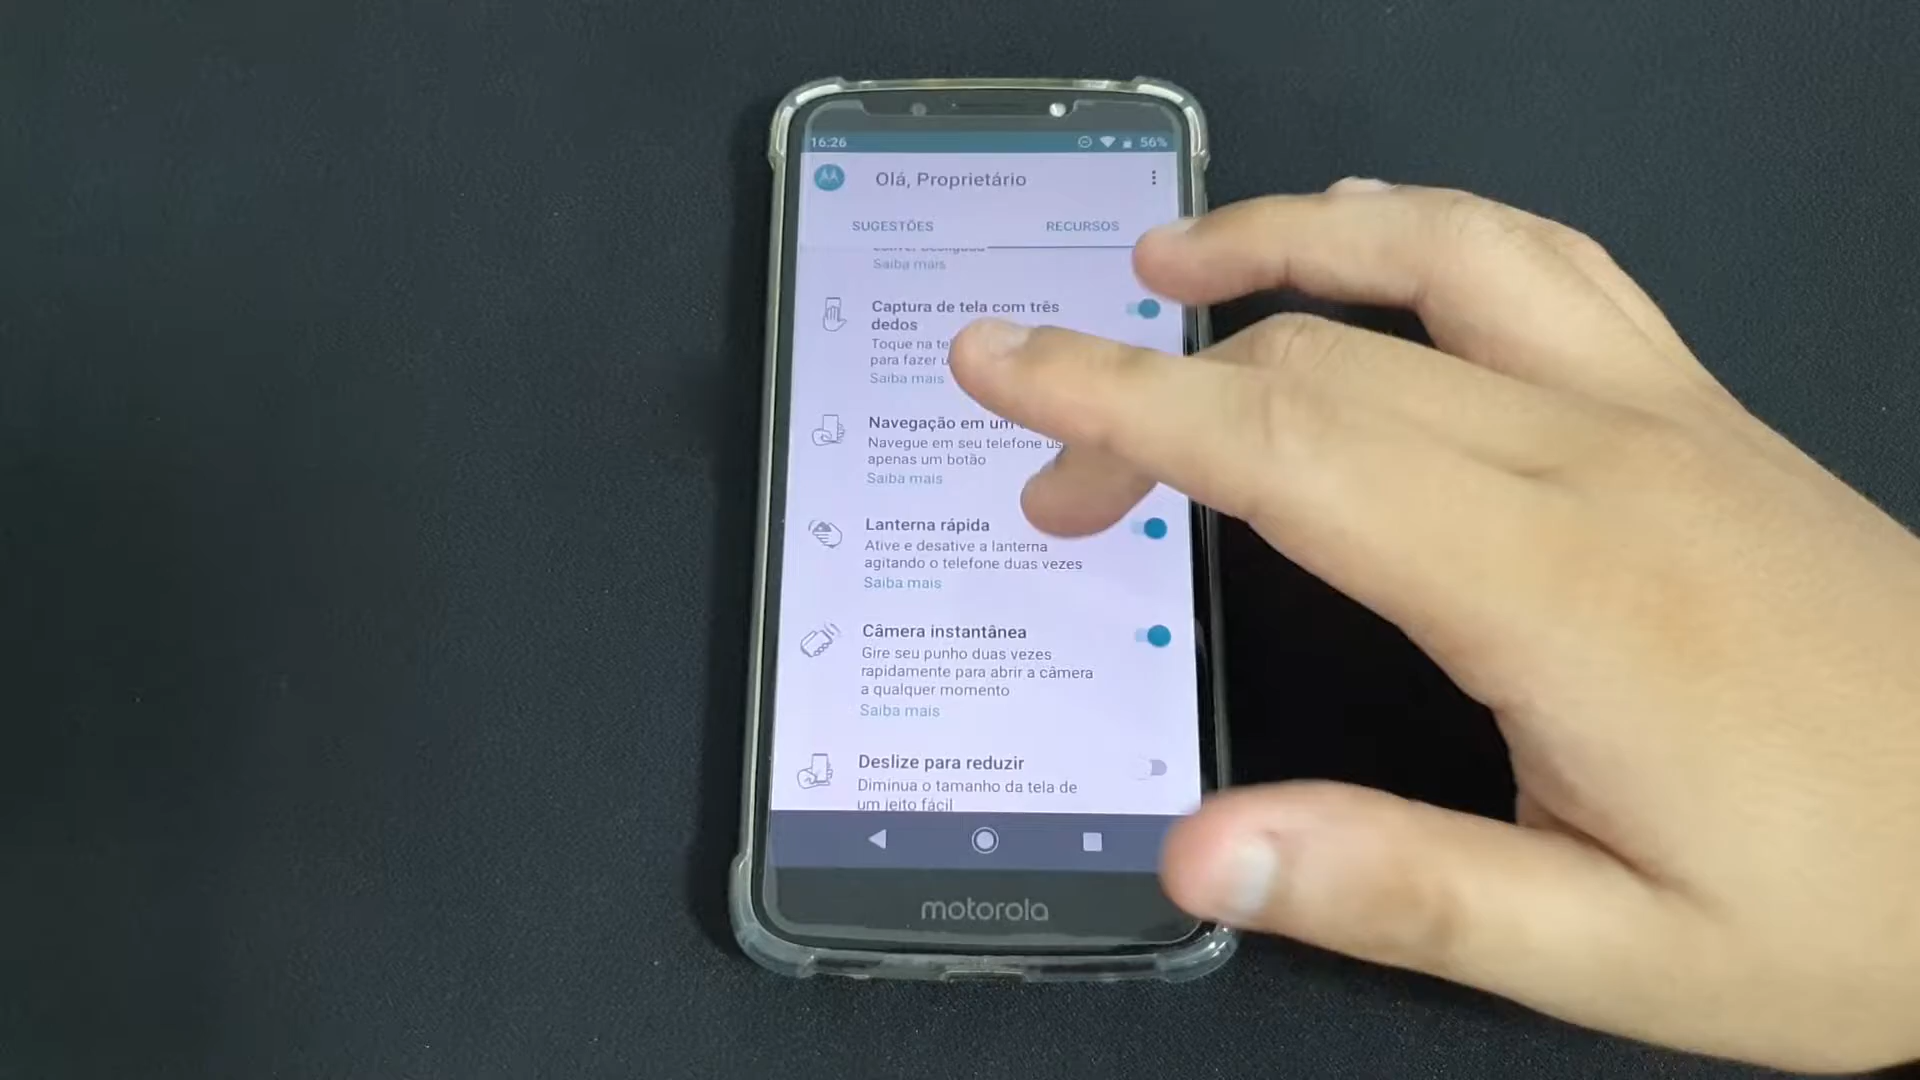 16:26
56%
Olá, Proprietário
SUGESTÕES
RECURSOS
Saiba mais
Captura de tela com três
dedos
Toque na
para fazer
Saiba mais
Navegação em
Navegue em seu telefone
apenas um botão
Saiba mais
Lanterna rápida
Ative e desative a lanterna
agitando o telefone duas vezes
Saiba mais
Câmera instantânea
Gire seu punho duas vezes
rapidamente para abrir a câmera
a qualquer momento
Saiba mais
Deslize para reduzir
Diminua o tamanho da tela de
um jeito fácil
motorola